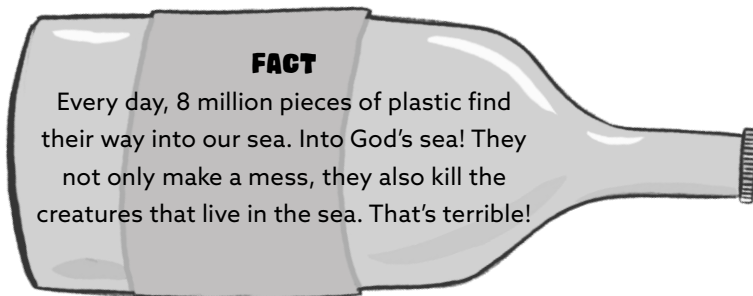 FACT
Every day, 8 million pieces of plastic find
their way into our sea. Into God’s sea! They
not only make a mess, they also kill the
creatures that live in the sea. That’s terrible!